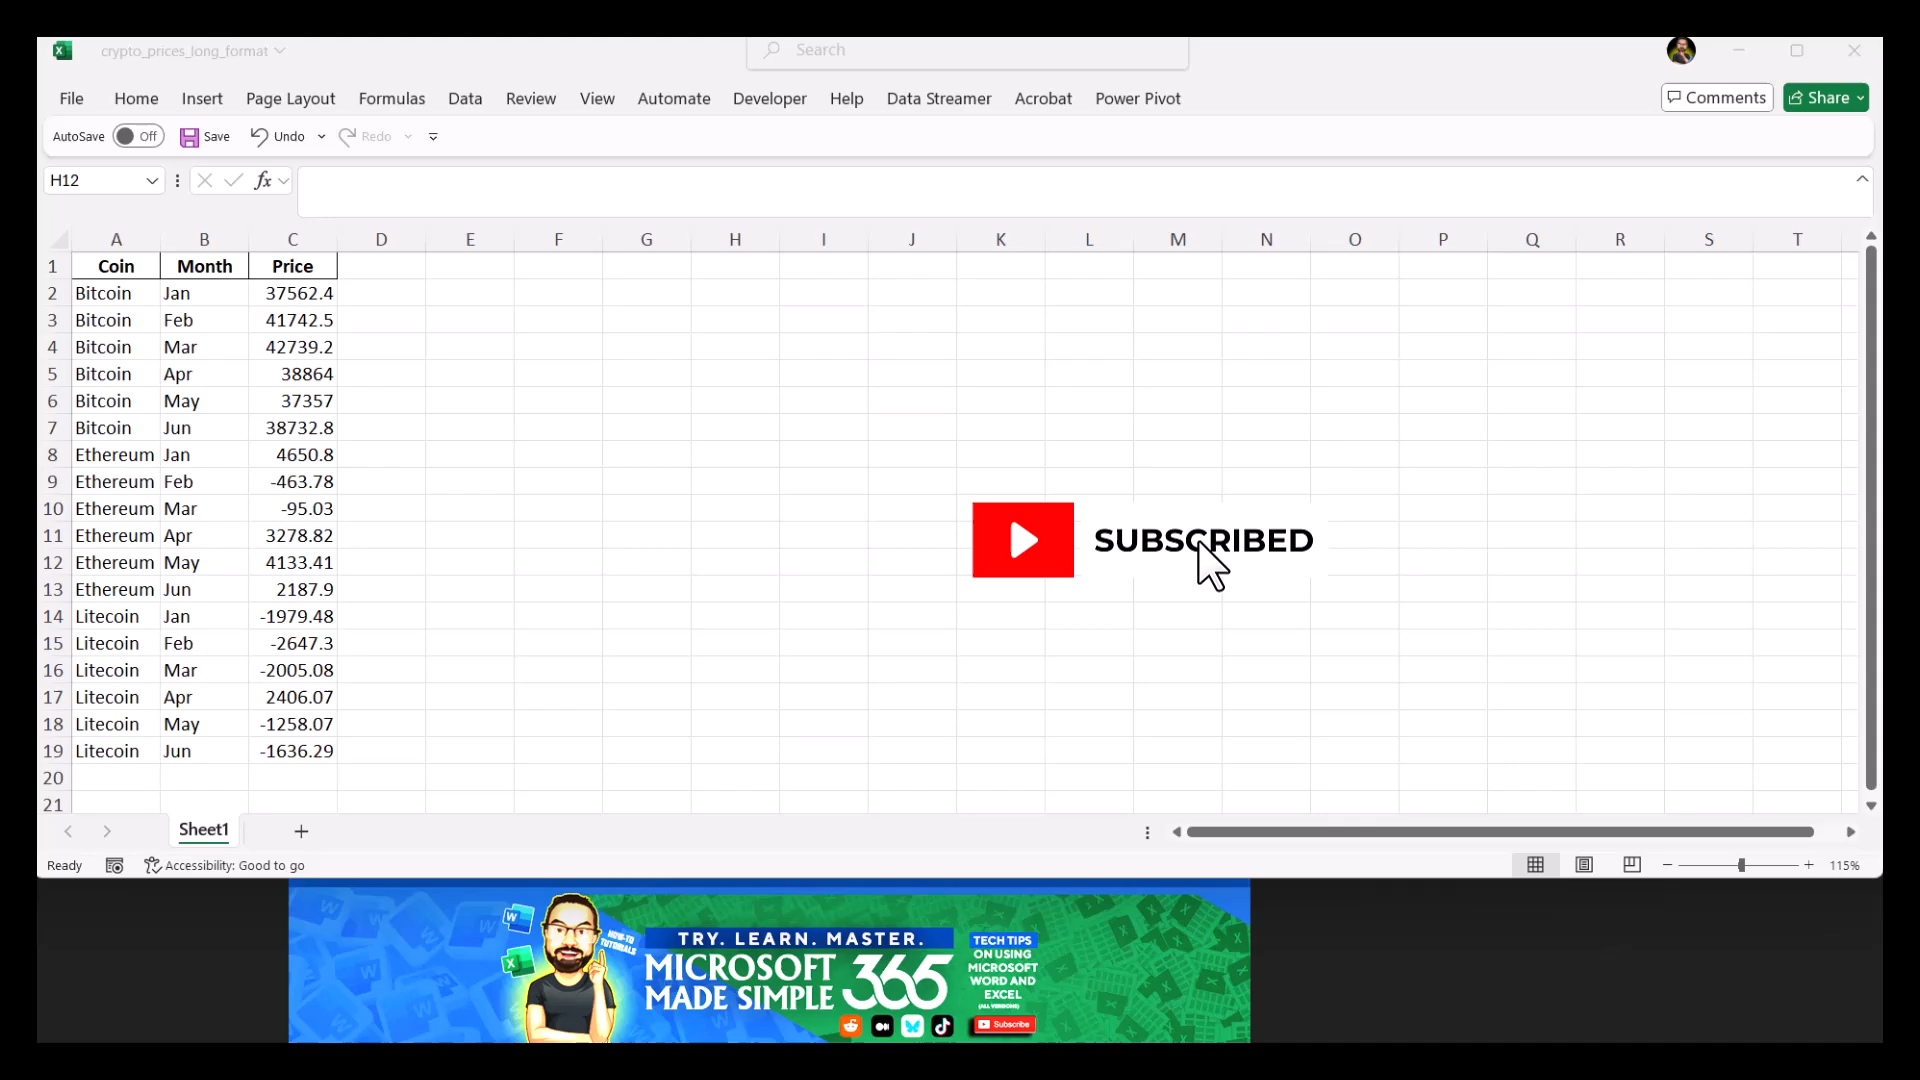 crypto_prices_long_format
Search
File Home Insert Page Layout Formulas Data Review View Automate Developer Help Data Streamer Acrobat Power Pivot
Comments Share
AutoSave Off Save Undo Redo
H12
fx
A B C D E F G H I J K L M N O P Q R S T
1 Coin Month Price
2 Bitcoin Jan 37562.4
3 Bitcoin Feb 41742.5
4 Bitcoin Mar 42739.2
5 Bitcoin Apr 38864
6 Bitcoin May 37357
7 Bitcoin Jun 38732.8
8 Ethereum Jan 4650.8
9 Ethereum Feb -463.78
10 Ethereum Mar -95.03
11 Ethereum Apr 3278.82
12 Ethereum May 4133.41
13 Ethereum Jun 2187.9
14 Litecoin Jan -1979.48
15 Litecoin Feb -2647.3
16 Litecoin Mar -2005.08
17 Litecoin Apr 2406.07
18 Litecoin May -1258.07
19 Litecoin Jun -1636.29
20
21
SUBSCRIBED
Sheet1
Ready Accessibility: Good to go 115%
HOW-TO
TUTORIALS
TRY. LEARN. MASTER.
MICROSOFT 365
MADE SIMPLE
TECH TIPS
ON USING
MICROSOFT
WORD AND
EXCEL
(ALL VERSIONS)
Subscribe